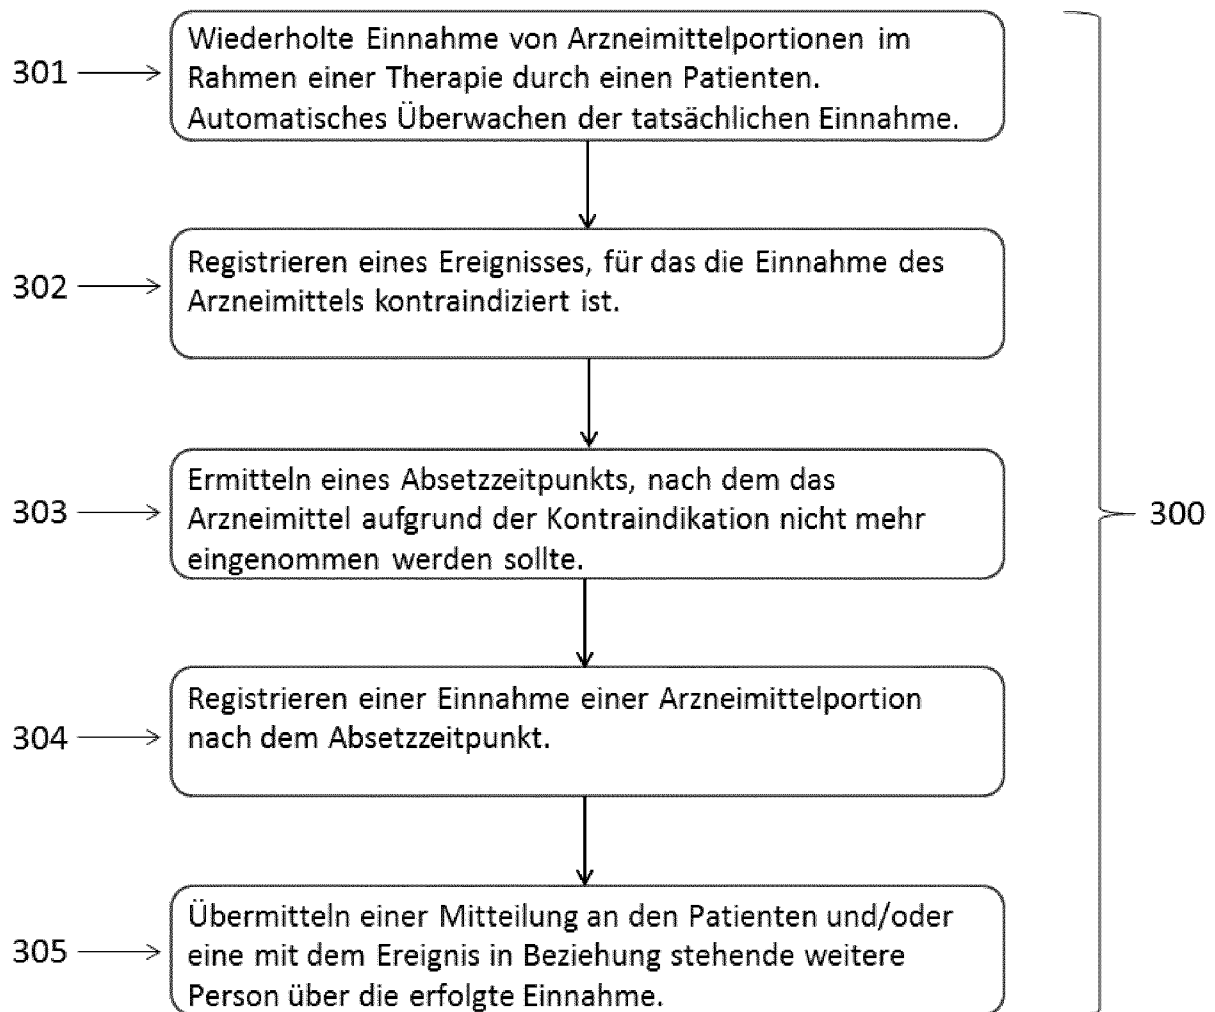 301
Wiederholte Einnahme von Arzneimittelportionen im
Rahmen einer Therapie durch einen Patienten.
Automatisches Überwachen der tatsächlichen Einnahme.
302
Registrieren eines Ereignisses, für das die Einnahme des
Arzneimittels kontraindiziert ist.
303
Ermitteln eines Absetzzeitpunkts, nach dem das
Arzneimittel aufgrund der Kontraindikation nicht mehr
eingenommen werden sollte.
300
304
Registrieren einer Einnahme einer Arzneimittelportion
nach dem Absetzzeitpunkt.
305
Übermitteln einer Mitteilung an den Patienten und/oder
eine mit dem Ereignis in Beziehung stehende weitere
Person über die erfolgte Einnahme.